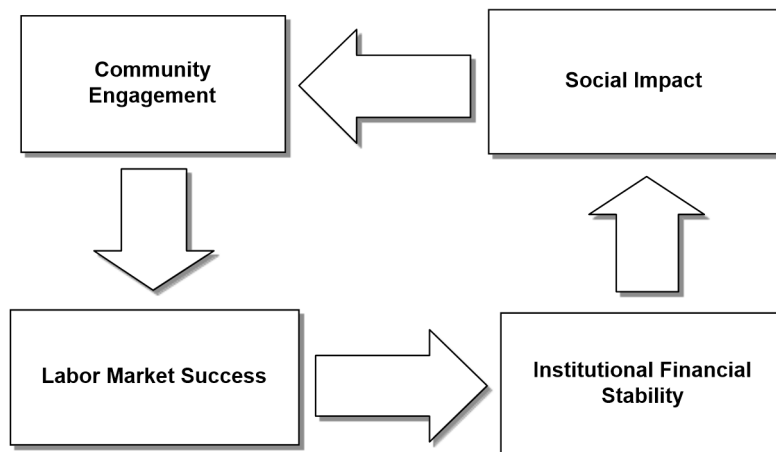 Community
Engagement
Social Impact
Labor Market Success
Institutional Financial
Stability